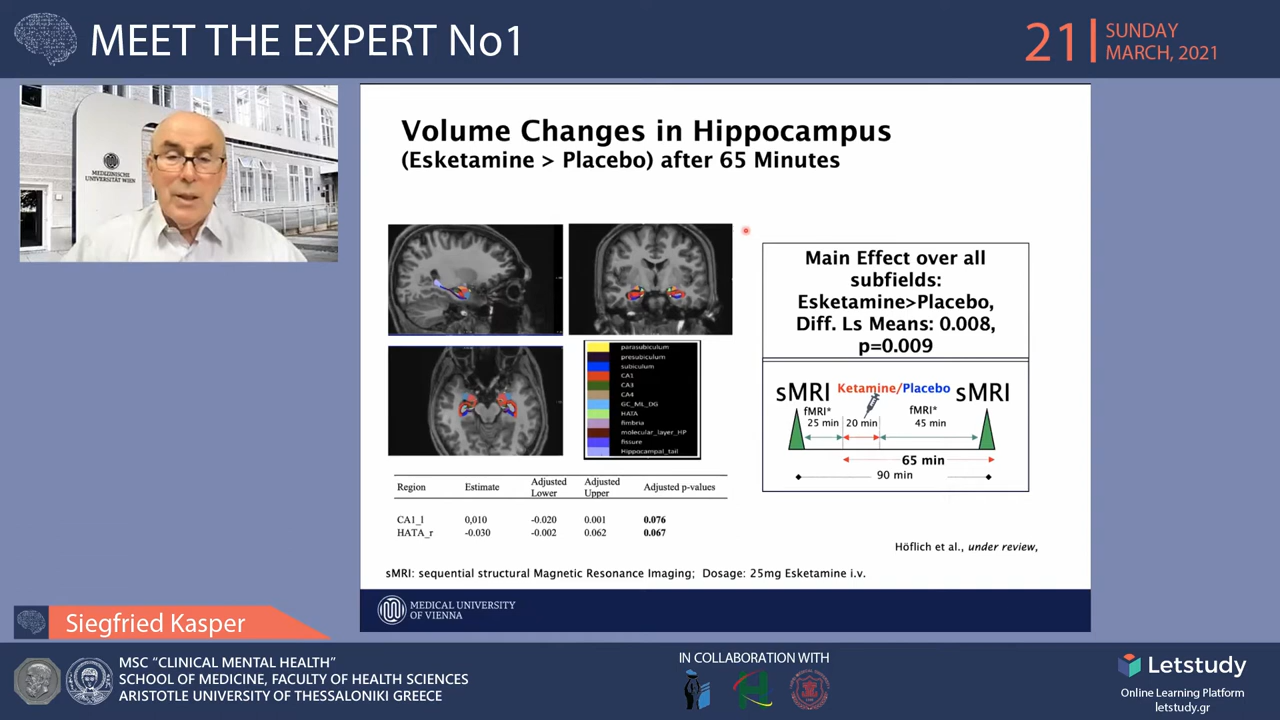 MEET THE EXPERT No1
21
SUNDAY
MARCH, 2021
MEDIZINISCHE
UNIVERSITÄT WIEN
Volume Changes in Hippocampus
(Esketamine > Placebo) after 65 Minutes
parasubiculum
presubiculum
subiculum
CA1
CA3
CA4
GC_ML_DG
HATA
fimbria
molecular_layer_HP
fissure
Hippocampal_tail
Region Estimate Adjusted Lower Adjusted Upper Adjusted p-values
CA1_l 0,010 -0.020 0.001 0.076
HATA_r -0.030 -0.002 0.062 0.067
Main Effect over all
subfields:
Esketamine>Placebo,
Diff. Ls Means: 0.008,
p=0.009
sMRI Ketamine/Placebo sMRI
fMRI* fMRI*
25 min 20 min 45 min
65 min
90 min
Höflich et al., under review,
sMRI: sequential structural Magnetic Resonance Imaging; Dosage: 25mg Esketamine i.v.
MEDICAL UNIVERSITY
OF VIENNA
Siegfried Kasper
MSC “CLINICAL MENTAL HEALTH”
SCHOOL OF MEDICINE, FACULTY OF HEALTH SCIENCES
ARISTOTLE UNIVERSITY OF THESSALONIKI GREECE
IN COLLABORATION WITH
Letstudy
Online Learning Platform
letstudy.gr